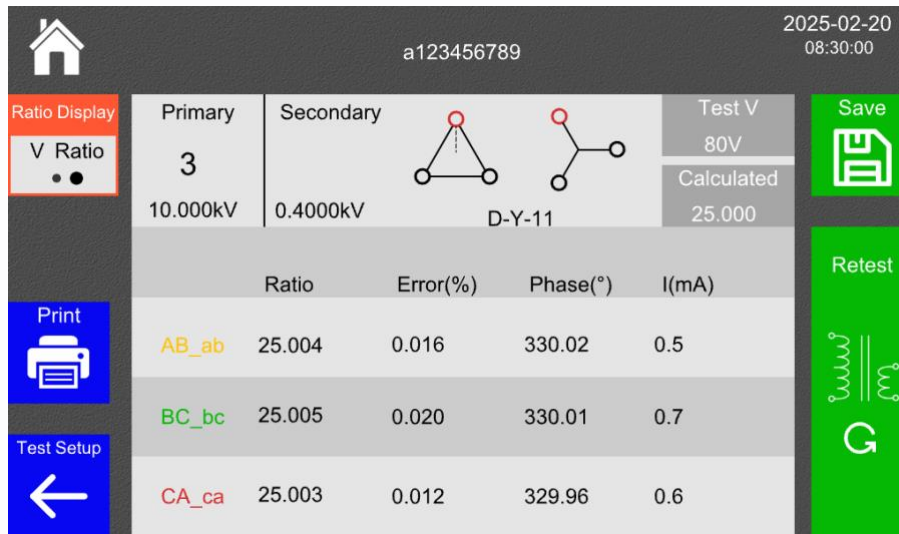 2025-02-20
a123456789
08:30:00
Ratio Display
V Ratio
Primary
3
10.000kV
Secondary
0.4000kV
D-Y-11
Test V
80V
Calculated
25.000
Save
Retest
Print
Test Setup
Ratio Error(%) Phase(°) I(mA)
AB_ab 25.004 0.016 330.02 0.5
BC_bc 25.005 0.020 330.01 0.7
CA_ca 25.003 0.012 329.96 0.6